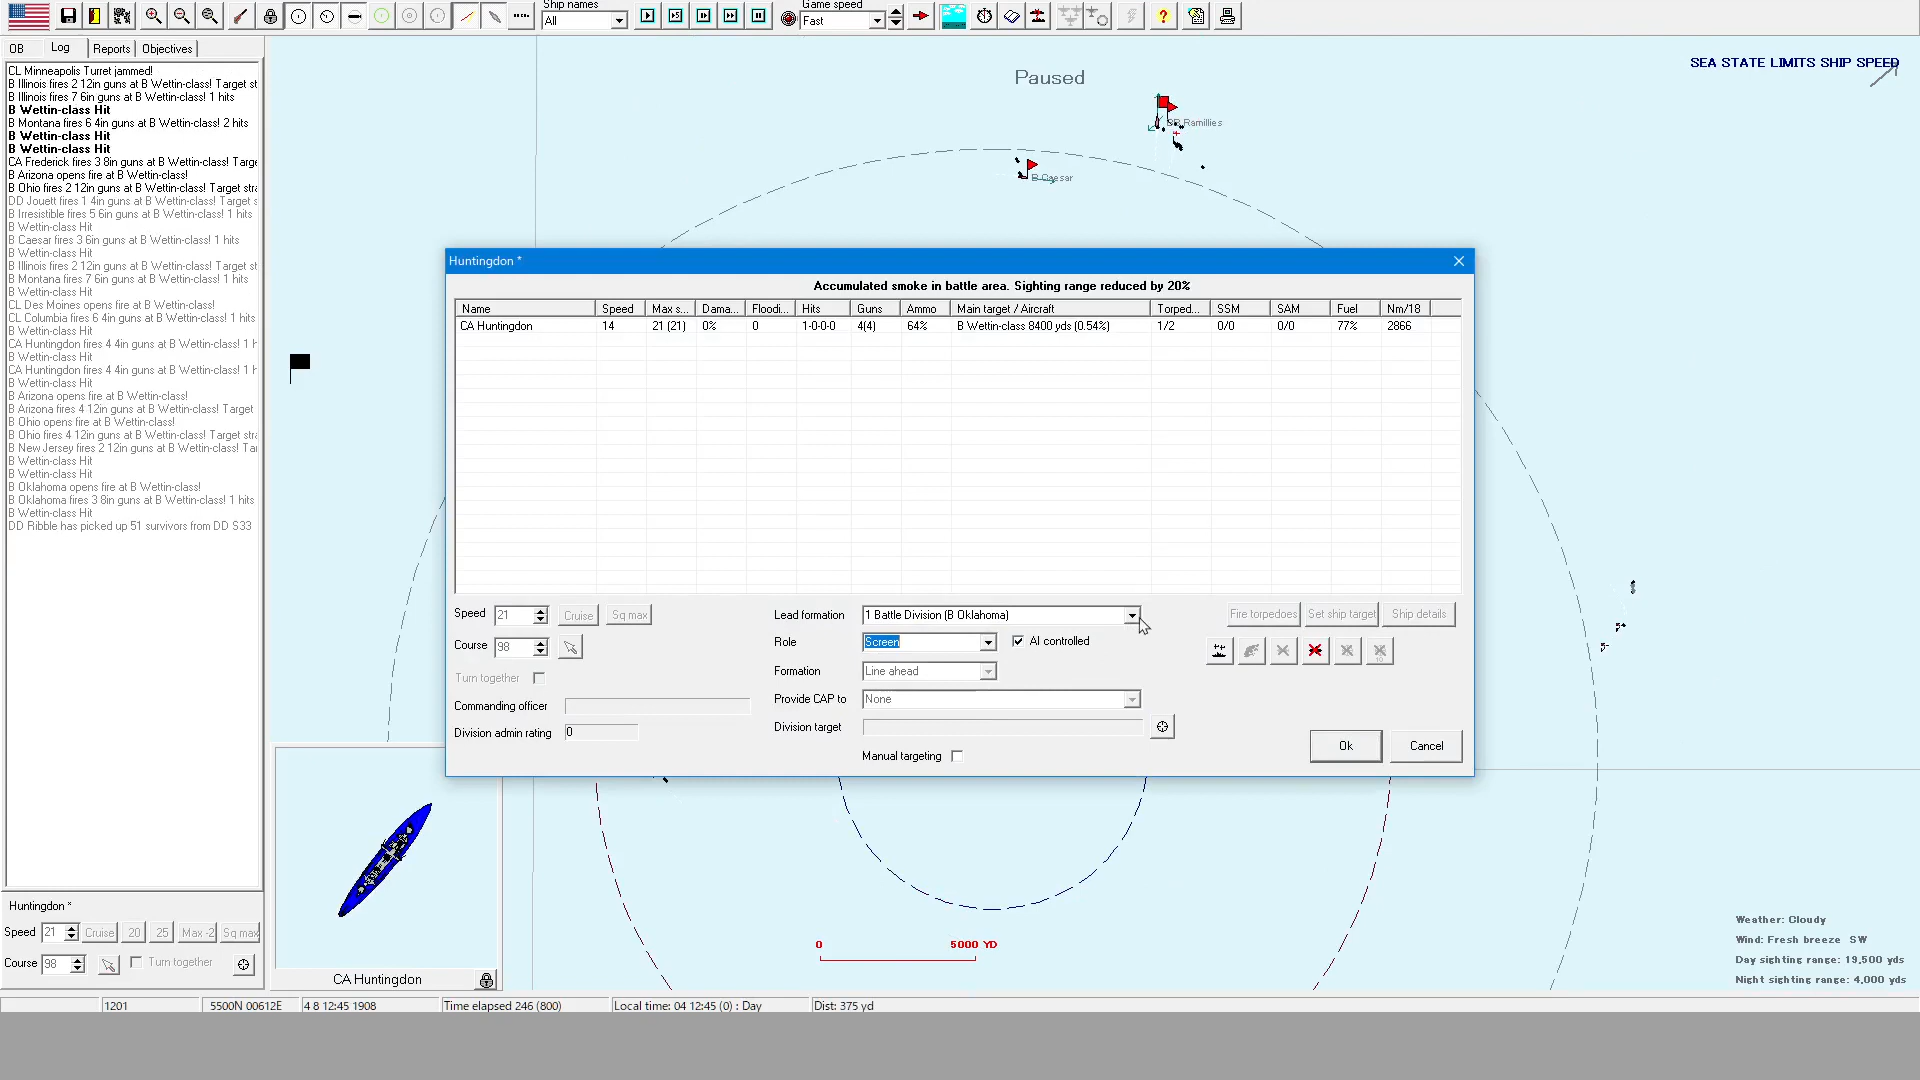 Ship names
All
Game speed
Fast
OB
Log
Reports
Objectives
CL Minneapolis Turret jammed!
B Illinois fires 2 12in guns at B Wettin-class! Target st
B Illinois fires 7 6in guns at B Wettin-class! 1 hits
B Wettin-class Hit
B Montana fires 6 4in guns at B Wettin-class! 2 hits
B Wettin-class Hit
B Wettin-class Hit
CA Frederick fires 3 8in guns at B Wettin-class! Targe
B Arizona opens fire at B Wettin-class!
B Ohio fires 2 12in guns at B Wettin-class! Target stra
DD Jouett fires 1 4in guns at B Wettin-class! Target s
B Irresistible fires 5 6in guns at B Wettin-class! 1 hits
B Wettin-class Hit
B Caesar fires 3 6in guns at B Wettin-class! 1 hits
B Wettin-class Hit
B Illinois fires 2 12in guns at B Wettin-class! Target st
B Montana fires 7 6in guns at B Wettin-class! 1 hits
B Wettin-class Hit
CL Des Moines opens fire at B Wettin-class!
CL Columbia fires 6 4in guns at B Wettin-class! 1 hits
B Wettin-class Hit
CA Huntingdon fires 4 4in guns at B Wettin-class! 1 h
B Wettin-class Hit
CA Huntingdon fires 4 4in guns at B Wettin-class! 1 h
B Wettin-class Hit
B Arizona opens fire at B Wettin-class!
B Arizona fires 4 12in guns at B Wettin-class! Target
B Ohio opens fire at B Wettin-class!
B Ohio fires 4 12in guns at B Wettin-class! Target stra
B New Jersey fires 2 12in guns at B Wettin-class! Ta
B Wettin-class Hit
B Wettin-class Hit
B Oklahoma opens fire at B Wettin-class!
B Oklahoma fires 3 8in guns at B Wettin-class! 1 hits
B Wettin-class Hit
DD Ribble has picked up 51 survivors from DD S33
Paused
SEA STATE LIMITS SHIP SPEED
BB Ramillies
B Caesar
Huntingdon *
Accumulated smoke in battle area. Sighting range reduced by 20%
Name Speed Max s... Dama... Floodi... Hits Guns Ammo Main target / Aircraft Torped... SSM SAM Fuel Nm/18
CA Huntingdon 14 21 (21) 0% 0 1-0-0-0 4(4) 64% B Wettin-class 8400 yds (0.54%) 1/2 0/0 0/0 77% 2866
Speed 21 Cruise Sq max
Course 98
Turn together
Commanding officer
Division admin rating 0
Lead formation 1 Battle Division (B Oklahoma)
Role Screen AI controlled
Formation Line ahead
Provide CAP to None
Division target
Manual targeting
Fire torpedoes Set ship target Ship details
10
Ok Cancel
Huntingdon *
Speed 21 Cruise 20 25 Max -2 Sq max
Course 98 Turn together
CA Huntingdon
0 5000 YD
Weather: Cloudy
Wind: Fresh breeze SW
Day sighting range: 19,500 yds
Night sighting range: 4,000 yds
1201 5500N 00612E 4 8 12:45 1908 Time elapsed 246 (800) Local time: 04 12:45 (0) : Day Dist: 375 yd